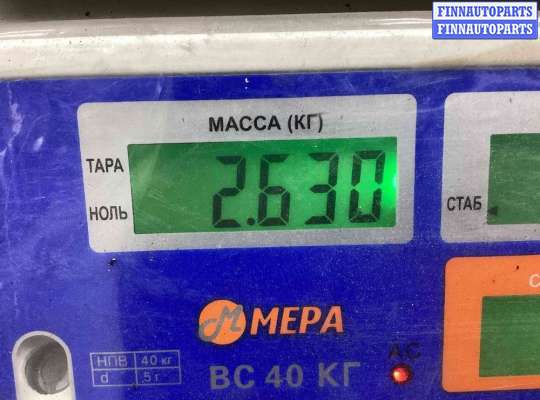 FINNAUTOPARTS
FINNAUTOPARTS
МАССА (КГ)
ТАРА
НОЛЬ
2.630
СТАБ
М МЕРА
АС
НПВ 40 кг
d 5 г
ВС 40 КГ